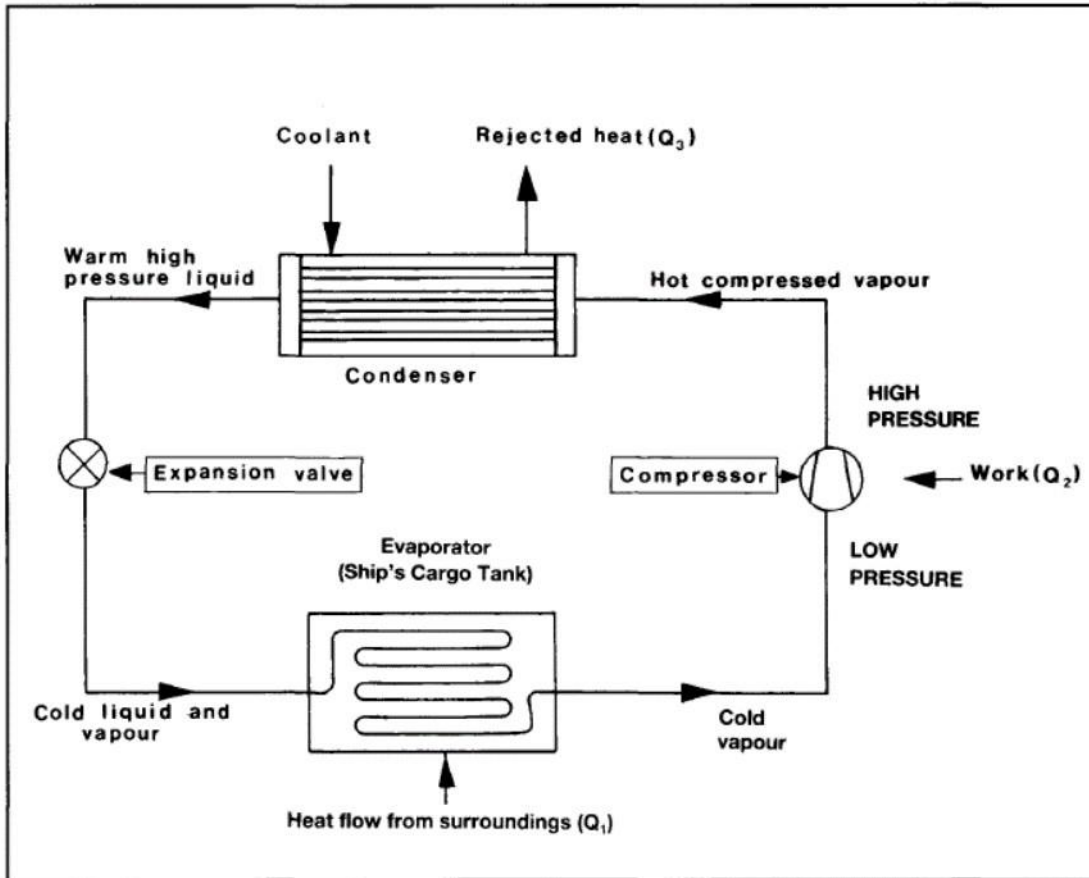 Coolant
Rejected heat (Q₃)
Warm high
pressure liquid
Hot compressed vapour
Condenser
HIGH
PRESSURE
Expansion valve
Compressor
Work (Q₂)
Evaporator
(Ship's Cargo Tank)
LOW
PRESSURE
Cold liquid and
vapour
Cold
vapour
Heat flow from surroundings (Q₁)